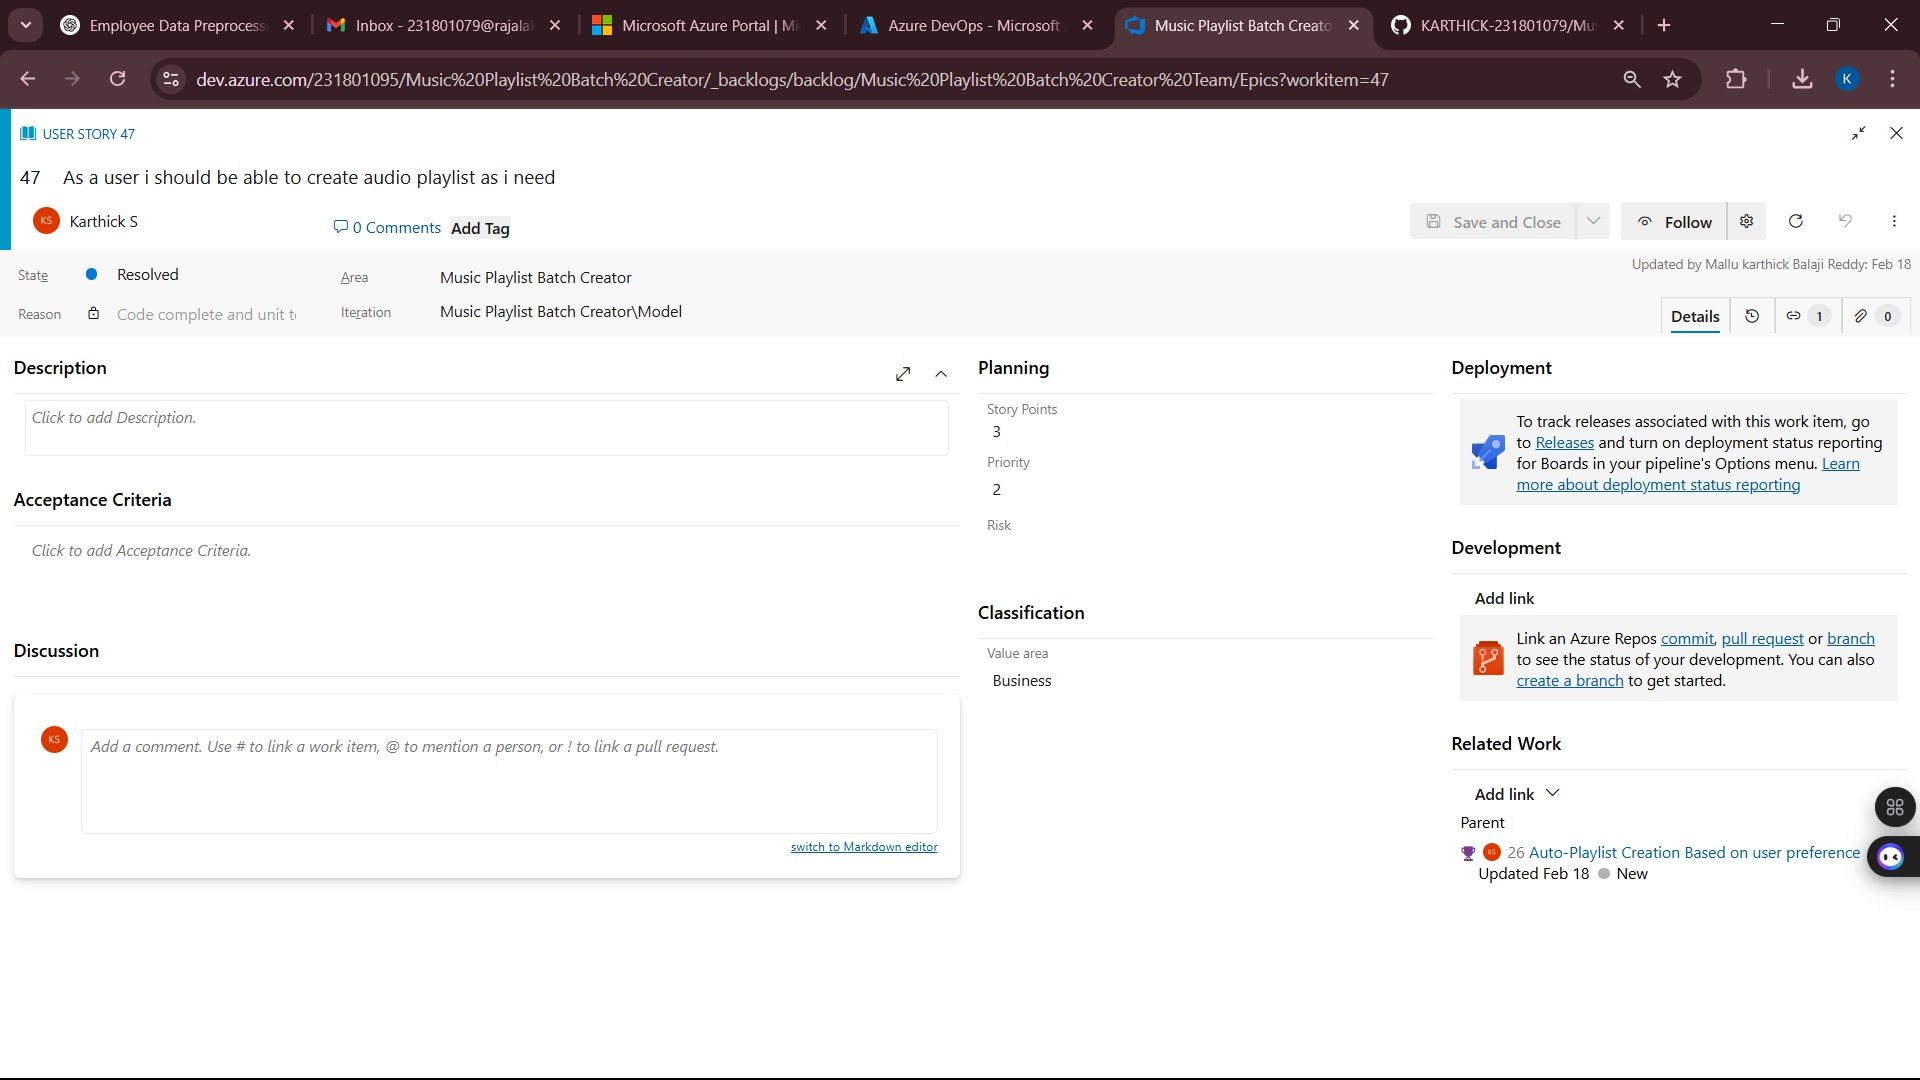 Employee Data Preprocess
Inbox - 231801079@rajala
Microsoft Azure Portal | Mi
Azure DevOps - Microsoft
Music Playlist Batch Creato
KARTHICK-231801079/Mu
dev.azure.com/231801095/Music%20Playlist%20Batch%20Creator/_backlogs/backlog/Music%20Playlist%20Batch%20Creator%20Team/Epics?workitem=47
K
USER STORY 47
47 As a user i should be able to create audio playlist as i need
KS Karthick S
0 Comments
Add Tag
Save and Close
Follow
State
Resolved
Area
Music Playlist Batch Creator
Updated by Mallu karthick Balaji Reddy: Feb 18
Reason
Code complete and unit te
Iteration
Music Playlist Batch Creator\Model
Details
1
0
Description
Click to add Description.
Acceptance Criteria
Click to add Acceptance Criteria.
Discussion
KS
Add a comment. Use # to link a work item, @ to mention a person, or ! to link a pull request.
switch to Markdown editor
Planning
Story Points
3
Priority
2
Risk
Classification
Value area
Business
Deployment
To track releases associated with this work item, go
to Releases and turn on deployment status reporting
for Boards in your pipeline's Options menu. Learn
more about deployment status reporting
Development
Add link
Link an Azure Repos commit, pull request or branch
to see the status of your development. You can also
create a branch to get started.
Related Work
Add link
Parent
KS 26 Auto-Playlist Creation Based on user preference
Updated Feb 18 New